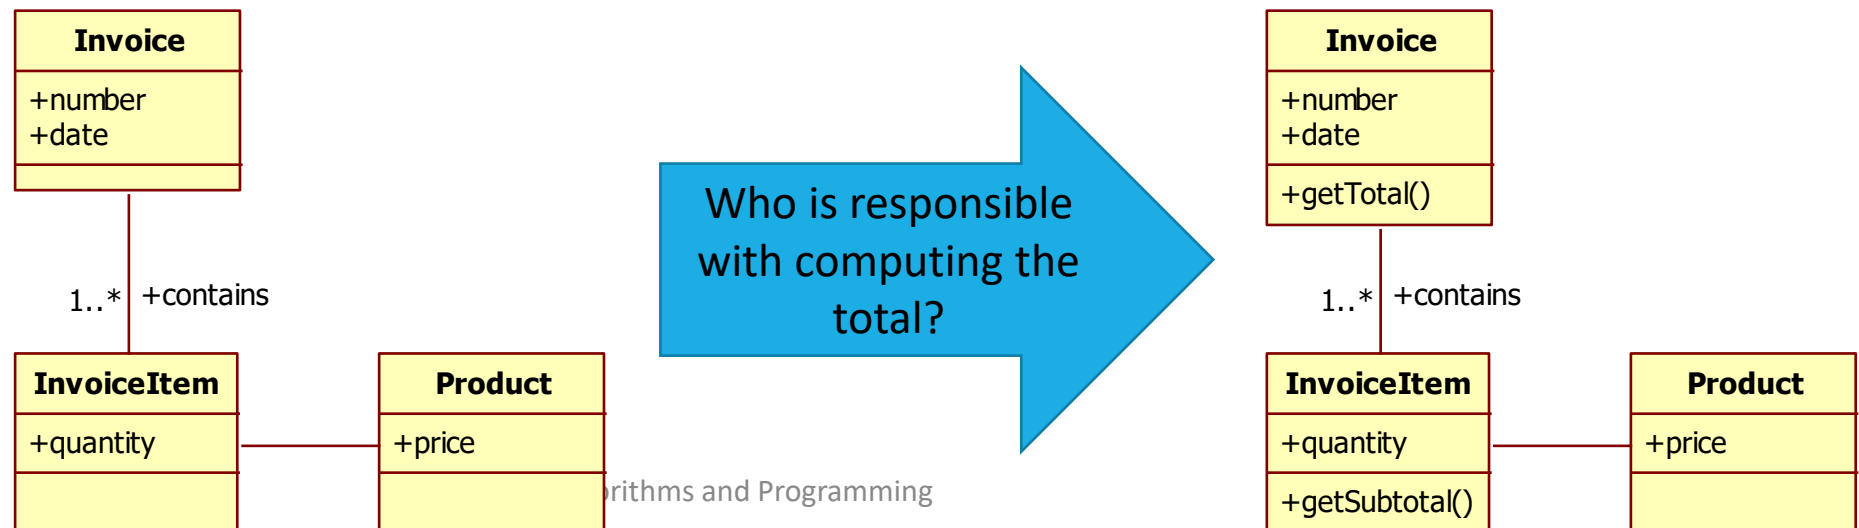 Invoice
+number
+date
1..* +contains
InvoiceItem
+quantity
Product
+price
Who is responsible
with computing the
total?
Invoice
+number
+date
+getTotal()
1..* +contains
InvoiceItem
+quantity
+getSubtotal()
Product
+price
and Programming